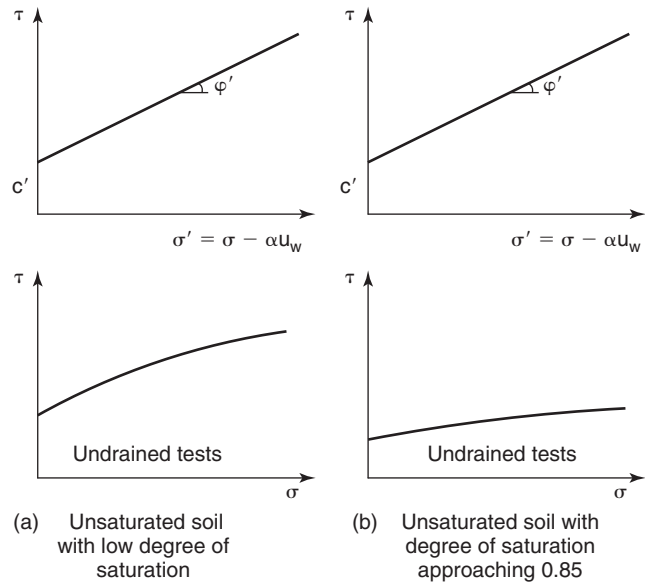 τ
φ′
c′
σ′ = σ − αu_w
τ
φ′
c′
σ′ = σ − αu_w
τ
Undrained tests
σ
τ
Undrained tests
σ
(a) Unsaturated soil
with low degree of
saturation
(b) Unsaturated soil with
degree of saturation
approaching 0.85